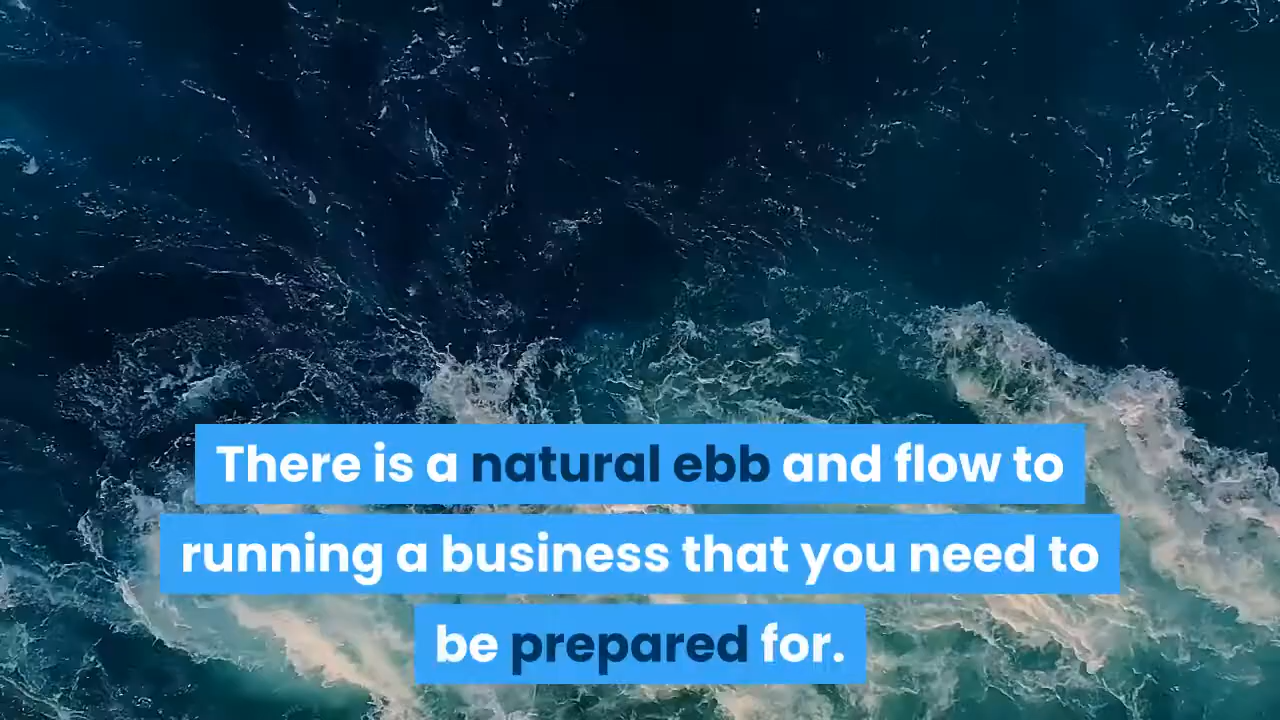 There is a natural ebb and flow to
running a business that you need to
be prepared for.